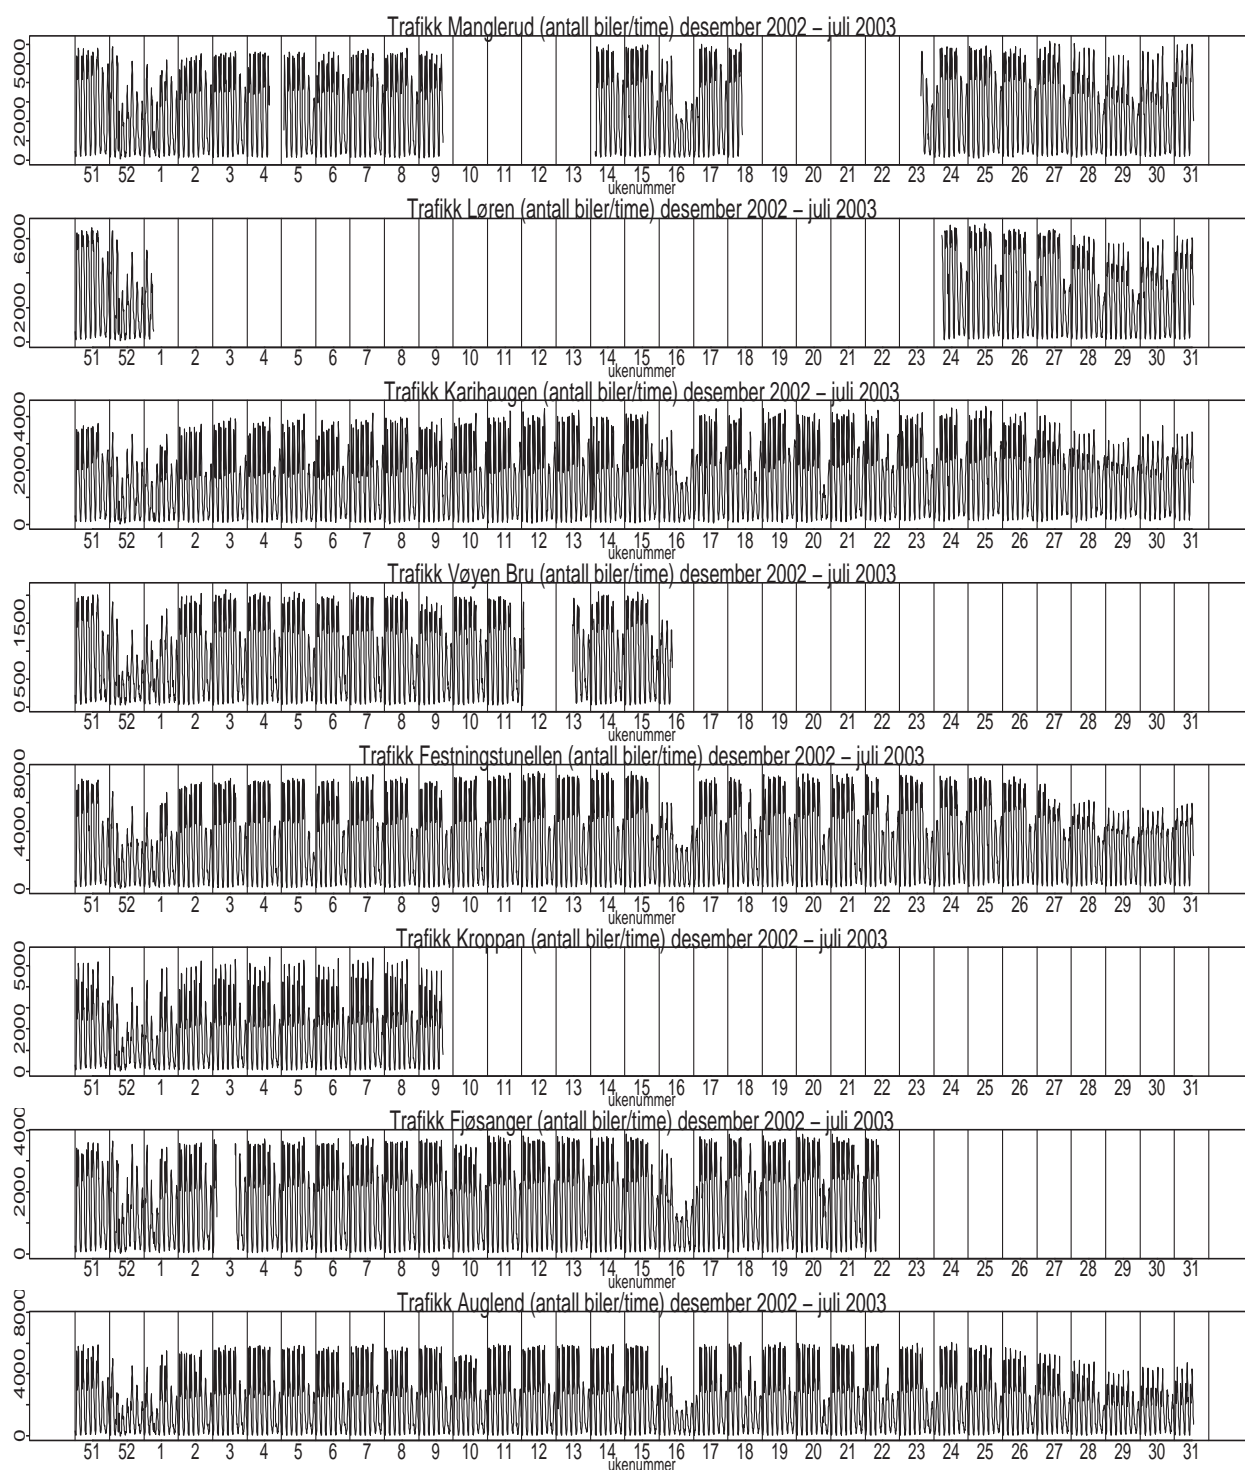 Trafikk Manglerud (antall biler/time) desember 2002 – juli 2003
0 2000 5000
51 52 1 2 3 4 5 6 7 8 9 10 11 12 13 14 15 16 17 18 19 20 21 22 23 24 25 26 27 28 29 30 31
ukenummer
Trafikk Løren (antall biler/time) desember 2002 – juli 2003
0 2000 6000
51 52 1 2 3 4 5 6 7 8 9 10 11 12 13 14 15 16 17 18 19 20 21 22 23 24 25 26 27 28 29 30 31
ukenummer
Trafikk Karihaugen (antall biler/time) desember 2002 – juli 2003
0 2000 4000
51 52 1 2 3 4 5 6 7 8 9 10 11 12 13 14 15 16 17 18 19 20 21 22 23 24 25 26 27 28 29 30 31
ukenummer
Trafikk Vøyen Bru (antall biler/time) desember 2002 – juli 2003
0 500 1500
51 52 1 2 3 4 5 6 7 8 9 10 11 12 13 14 15 16 17 18 19 20 21 22 23 24 25 26 27 28 29 30 31
ukenummer
Trafikk Festningstunellen (antall biler/time) desember 2002 – juli 2003
0 4000 8000
51 52 1 2 3 4 5 6 7 8 9 10 11 12 13 14 15 16 17 18 19 20 21 22 23 24 25 26 27 28 29 30 31
ukenummer
Trafikk Kroppan (antall biler/time) desember 2002 – juli 2003
0 2000 5000
51 52 1 2 3 4 5 6 7 8 9 10 11 12 13 14 15 16 17 18 19 20 21 22 23 24 25 26 27 28 29 30 31
ukenummer
Trafikk Fjøsanger (antall biler/time) desember 2002 – juli 2003
0 2000 4000
51 52 1 2 3 4 5 6 7 8 9 10 11 12 13 14 15 16 17 18 19 20 21 22 23 24 25 26 27 28 29 30 31
ukenummer
Trafikk Auglend (antall biler/time) desember 2002 – juli 2003
0 4000 8000
51 52 1 2 3 4 5 6 7 8 9 10 11 12 13 14 15 16 17 18 19 20 21 22 23 24 25 26 27 28 29 30 31
ukenummer